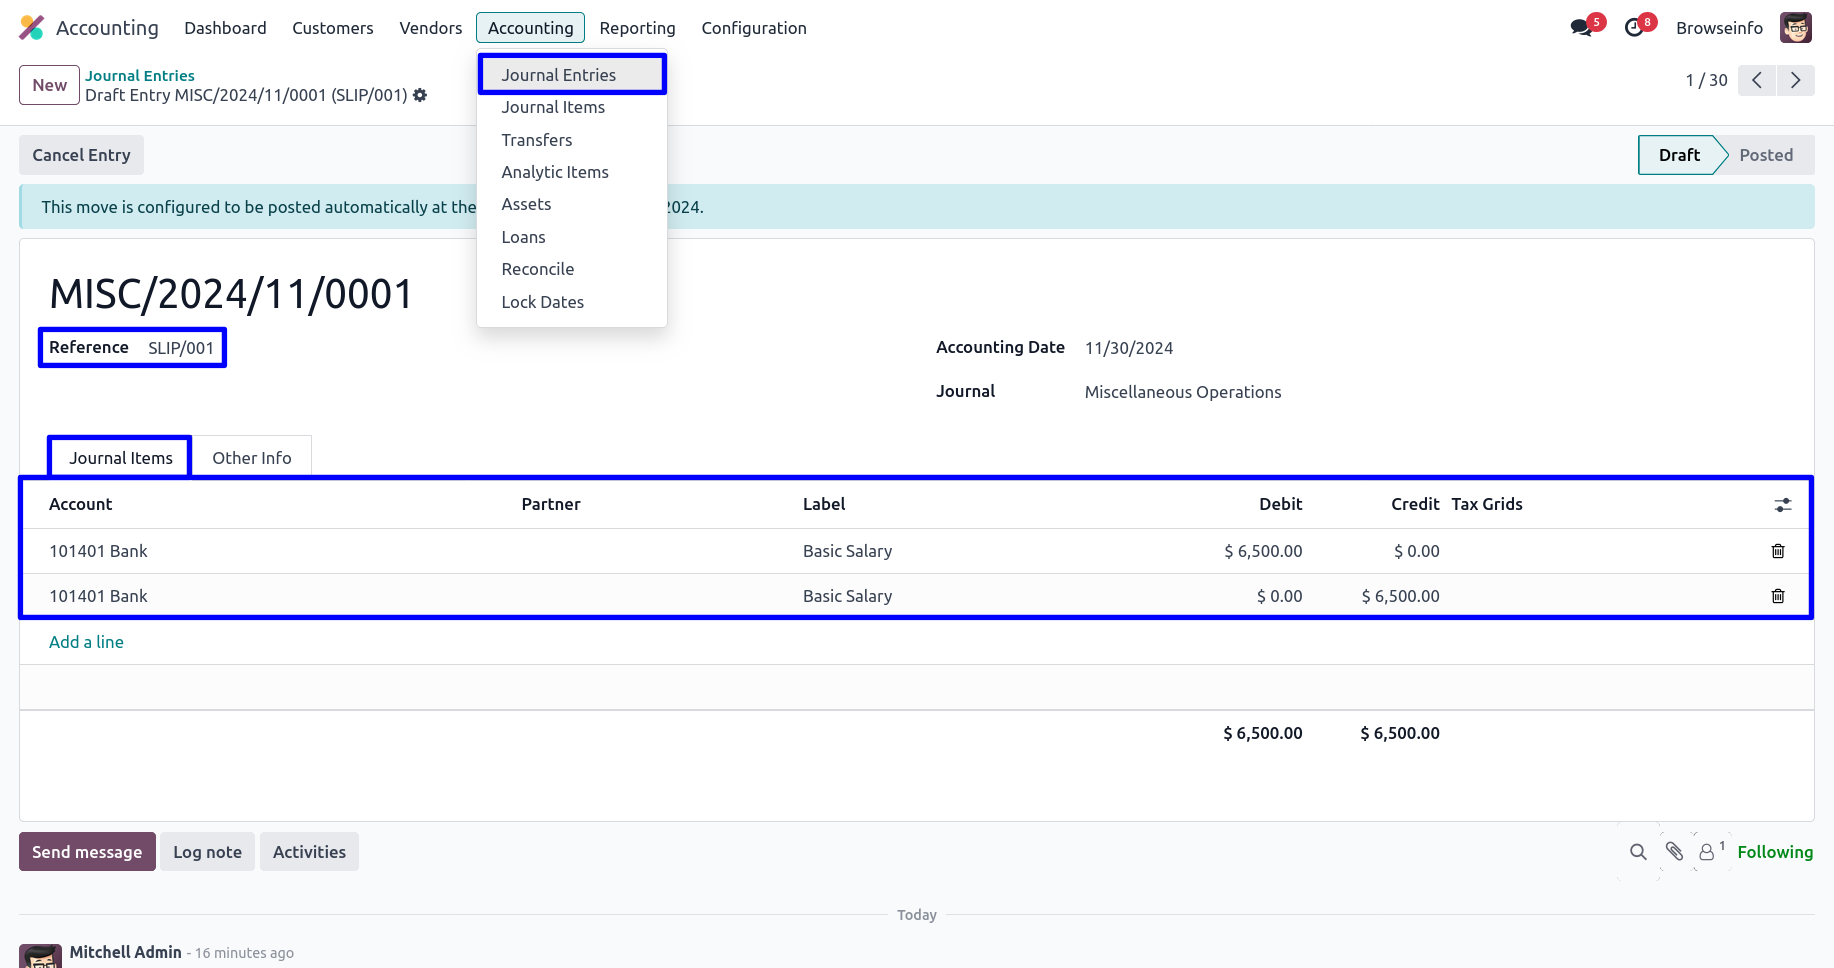 Accounting Dashboard Customers Vendors Accounting Reporting Configuration 5 8 Browseinfo
New Journal Entries
Draft Entry MISC/2024/11/0001 (SLIP/001)
1 / 30
Journal Entries
Journal Items
Transfers
Analytic Items
Assets
Loans
Reconcile
Lock Dates
Cancel Entry
Draft Posted
This move is configured to be posted automatically at the 2024.
MISC/2024/11/0001
Reference SLIP/001
Accounting Date 11/30/2024
Journal Miscellaneous Operations
Journal Items Other Info
Account Partner Label Debit Credit Tax Grids
101401 Bank Basic Salary $ 6,500.00 $ 0.00
101401 Bank Basic Salary $ 0.00 $ 6,500.00
Add a line
$ 6,500.00 $ 6,500.00
Send message Log note Activities 1 Following
Today
Mitchell Admin - 16 minutes ago